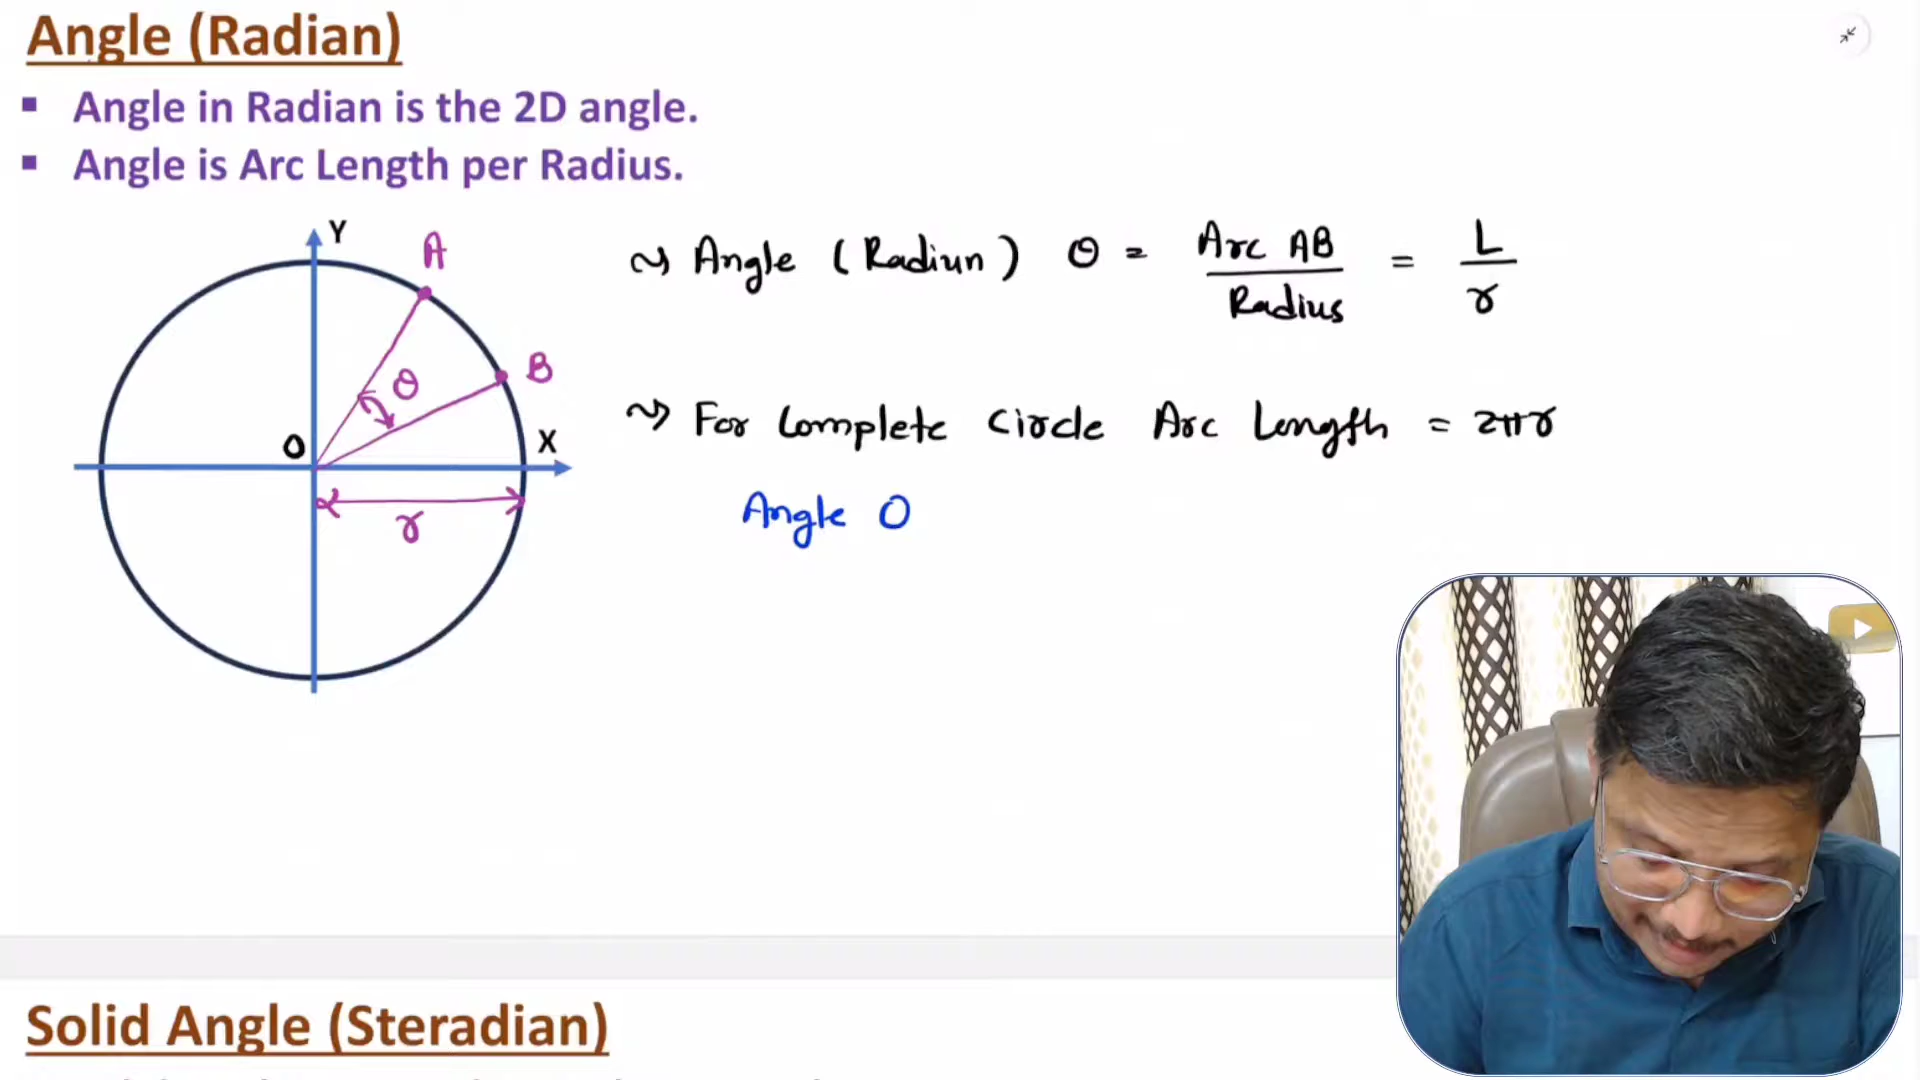 Angle (Radian)
▪ Angle in Radian is the 2D angle.
▪ Angle is Arc Length per Radius.
Y
A
B
θ
O
X
r
~> Angle (Radiun) θ = Arc AB / Radius = L / r
~> For Complete Circle Arc Length = 2πr
Angle O
Solid Angle (Steradian)